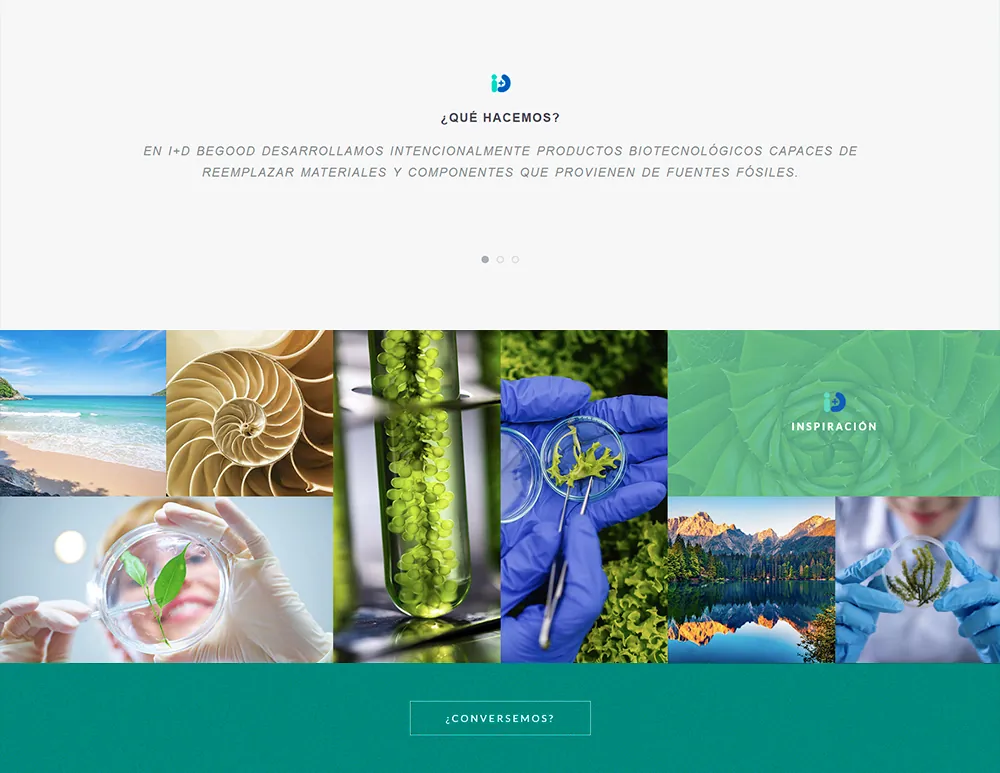 ¿QUÉ HACEMOS?
EN I+D BEGOOD DESARROLLAMOS INTENCIONALMENTE PRODUCTOS BIOTECNOLÓGICOS CAPACES DE
REEMPLAZAR MATERIALES Y COMPONENTES QUE PROVIENEN DE FUENTES FÓSILES.
INSPIRACIÓN
¿CONVERSEMOS?